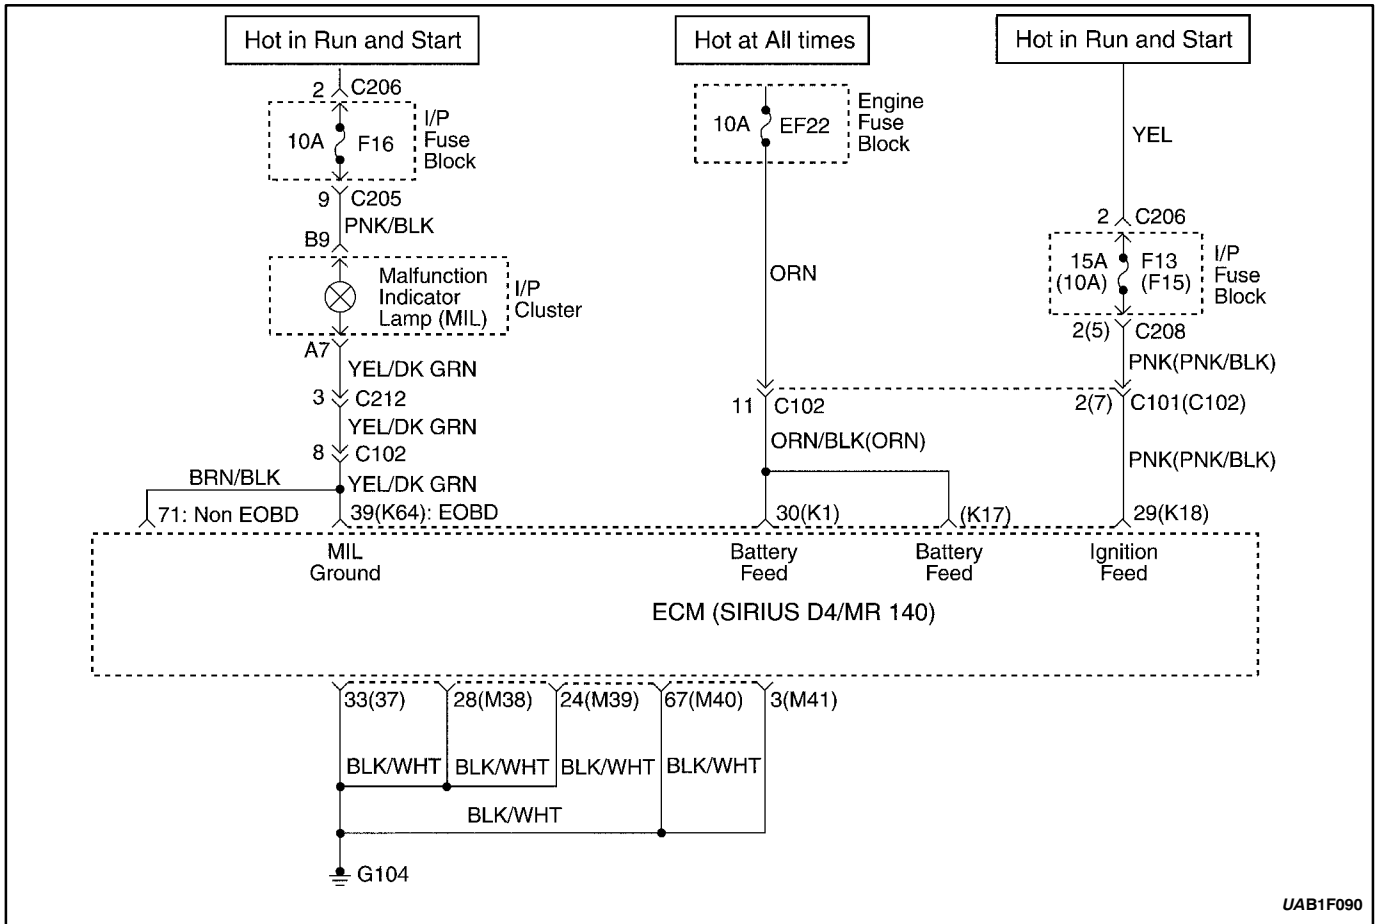 Hot in Run and Start
Hot at All times
Hot in Run and Start
2
C206
10A
F16
I/P
Fuse
Block
9
C205
PNK/BLK
B9
Malfunction
Indicator
Lamp (MIL)
I/P
Cluster
A7
YEL/DK GRN
3
C212
YEL/DK GRN
8
C102
BRN/BLK
YEL/DK GRN
71: Non EOBD
39(K64): EOBD
10A
EF22
Engine
Fuse
Block
ORN
11
C102
ORN/BLK(ORN)
30(K1)
(K17)
YEL
2
C206
15A
(10A)
F13
(F15)
I/P
Fuse
Block
2(5)
C208
PNK(PNK/BLK)
2(7)
C101(C102)
PNK(PNK/BLK)
29(K18)
MIL
Ground
Battery
Feed
Battery
Feed
Ignition
Feed
ECM (SIRIUS D4/MR 140)
33(37)
28(M38)
24(M39)
67(M40)
3(M41)
BLK/WHT
BLK/WHT
BLK/WHT
BLK/WHT
BLK/WHT
G104
UAB1F090